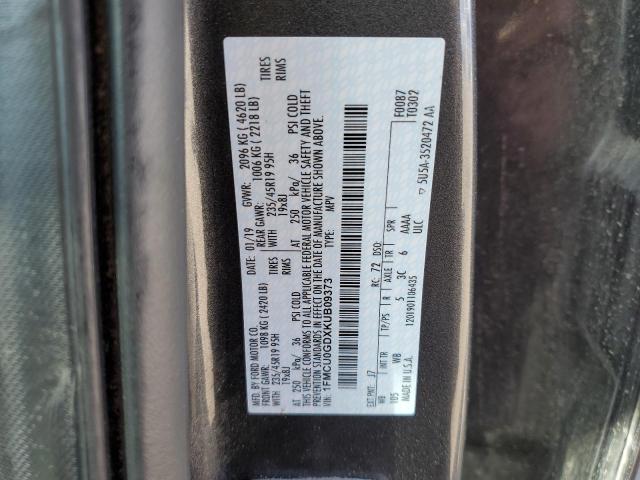 MFD. BY FORD MOTOR CO.
DATE: 01/19 GVWR: 2096 KG ( 4620 LB)
FRONT GAWR: 1098 KG ( 2420 LB) REAR GAWR: 1006 KG ( 2218 LB)
WITH TIRES WITH TIRES
235/45R19 95H RIMS 235/45R19 95H RIMS
19x8J 19x8J
AT 250 kPa/ 36 PSI COLD AT 250 kPa/ 36 PSI COLD
THIS VEHICLE CONFORMS TO ALL APPLICABLE FEDERAL MOTOR VEHICLE SAFETY AND THEFT
PREVENTION STANDARDS IN EFFECT ON THE DATE OF MANUFACTURE SHOWN ABOVE.
VIN: 1FMCU0GDXKUB09373 TYPE: MPV
F0087
T0302
EXT PNT: J7 RC: 72 DSO:
WB INT TR TP/PS R AXLE TR SPR
105 WB 5 3C 6 AAAA
ULC
MADE IN U.S.A. 1201901106435
5U5A-3520472 AA